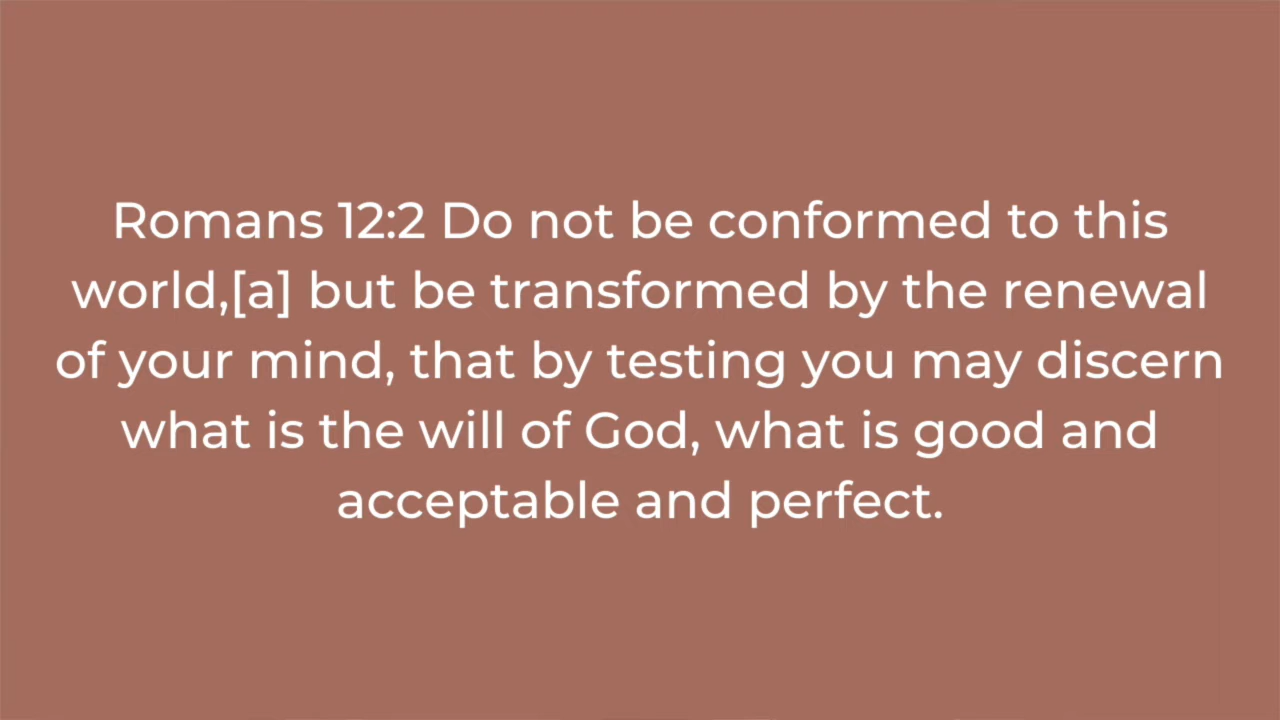 Romans 12:2 Do not be conformed to this
world,[a] but be transformed by the renewal
of your mind, that by testing you may discern
what is the will of God, what is good and
acceptable and perfect.